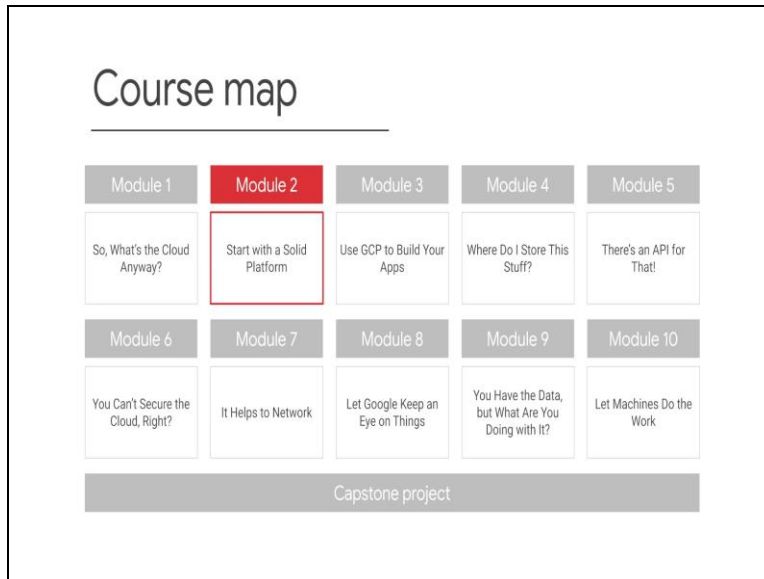 Course map
Module 1
Module 2
Module 3
Module 4
Module 5
So, What's the Cloud
Anyway?
Start with a Solid
Platform
Use GCP to Build Your
Apps
Where Do I Store This
Stuff?
There's an API for
That!
Module 6
Module 7
Module 8
Module 9
Module 10
You Can't Secure the
Cloud, Right?
It Helps to Network
Let Google Keep an
Eye on Things
You Have the Data,
but What Are You
Doing with It?
Let Machines Do the
Work
Capstone project